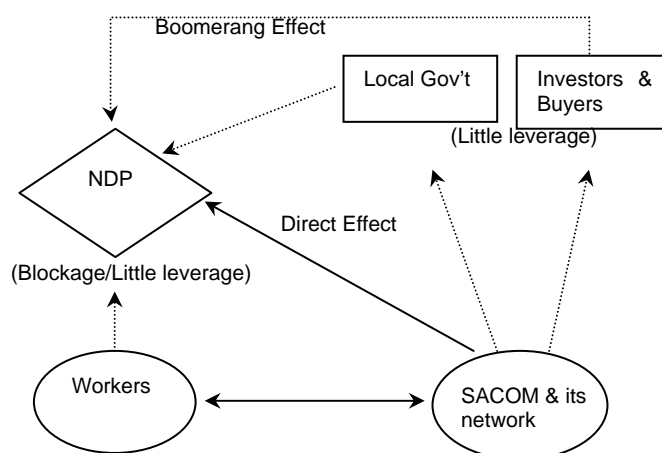 Boomerang Effect
Local Gov't
Investors &
Buyers
(Little leverage)
NDP
Direct Effect
(Blockage/Little leverage)
Workers
SACOM & its
network